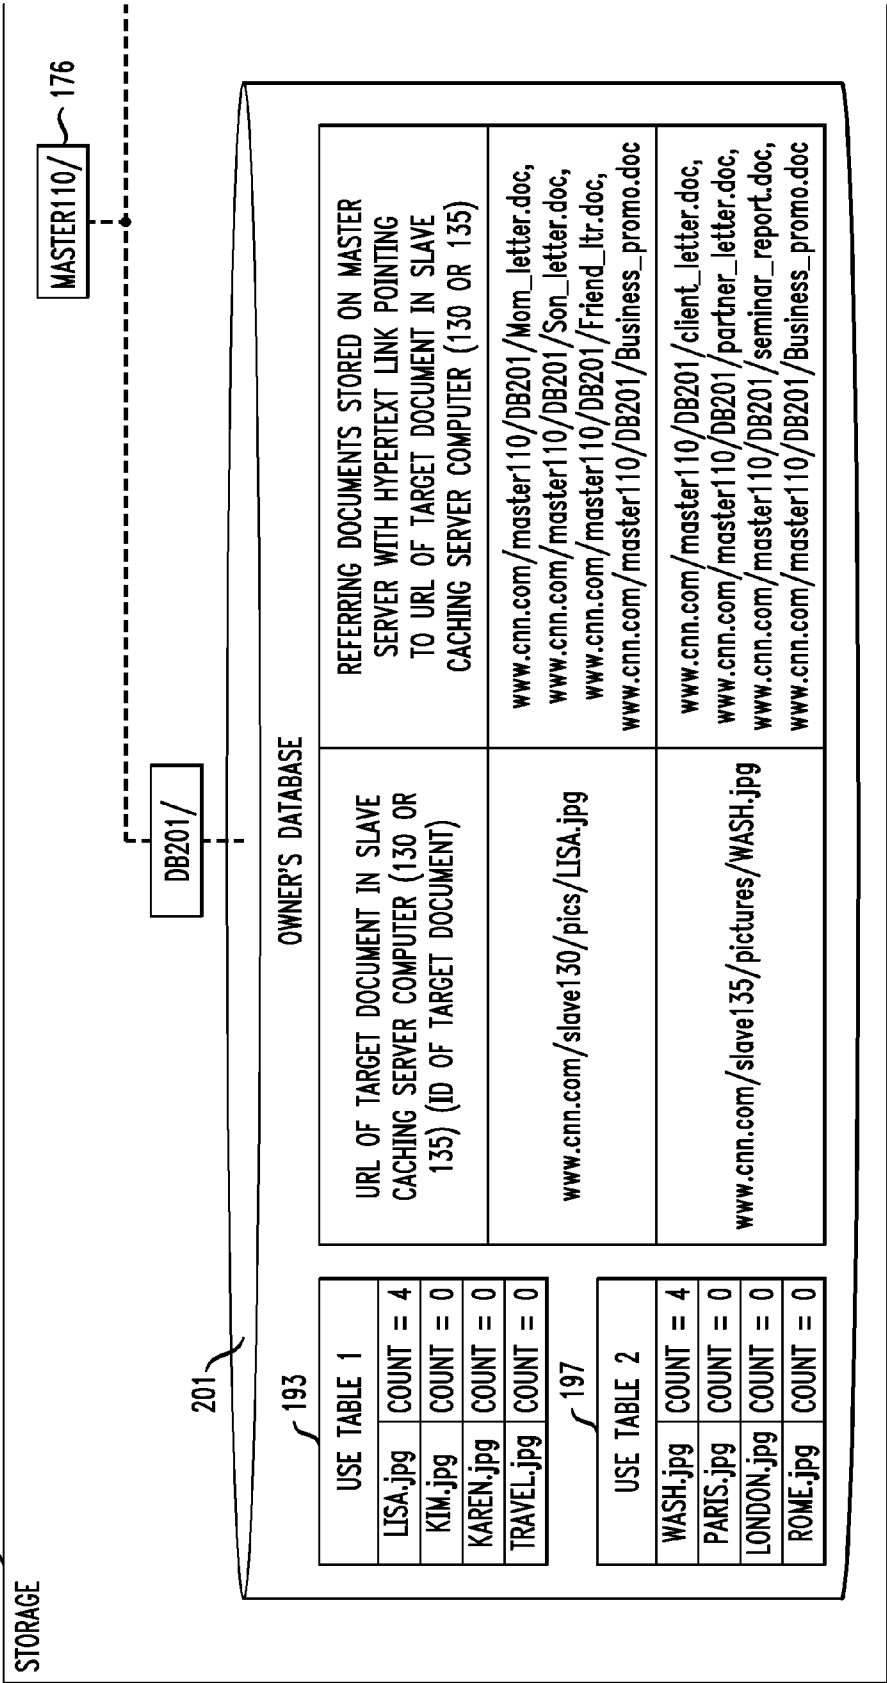 STORAGE
MASTER110/
176
DB201/
201
OWNER'S DATABASE
193
USE TABLE 1
LISA.jpg COUNT = 4
KIM.jpg COUNT = 0
KAREN.jpg COUNT = 0
TRAVEL.jpg COUNT = 0
197
USE TABLE 2
WASH.jpg COUNT = 4
PARIS.jpg COUNT = 0
LONDON.jpg COUNT = 0
ROME.jpg COUNT = 0
URL OF TARGET DOCUMENT IN SLAVE
CACHING SERVER COMPUTER (130 OR
135) (ID OF TARGET DOCUMENT)
REFERRING DOCUMENTS STORED ON MASTER
SERVER WITH HYPERTEXT LINK POINTING
TO URL OF TARGET DOCUMENT IN SLAVE
CACHING SERVER COMPUTER (130 OR 135)
www.cnn.com/slave130/pics/LISA.jpg
www.cnn.com/master110/DB201/Mom_letter.doc,
www.cnn.com/master110/DB201/Son_letter.doc,
www.cnn.com/master110/DB201/Friend_ltr.doc,
www.cnn.com/master110/DB201/Business_promo.doc
www.cnn.com/slave135/pictures/WASH.jpg
www.cnn.com/master110/DB201/client_letter.doc,
www.cnn.com/master110/DB201/partner_letter.doc,
www.cnn.com/master110/DB201/seminar_report.doc,
www.cnn.com/master110/DB201/Business_promo.doc